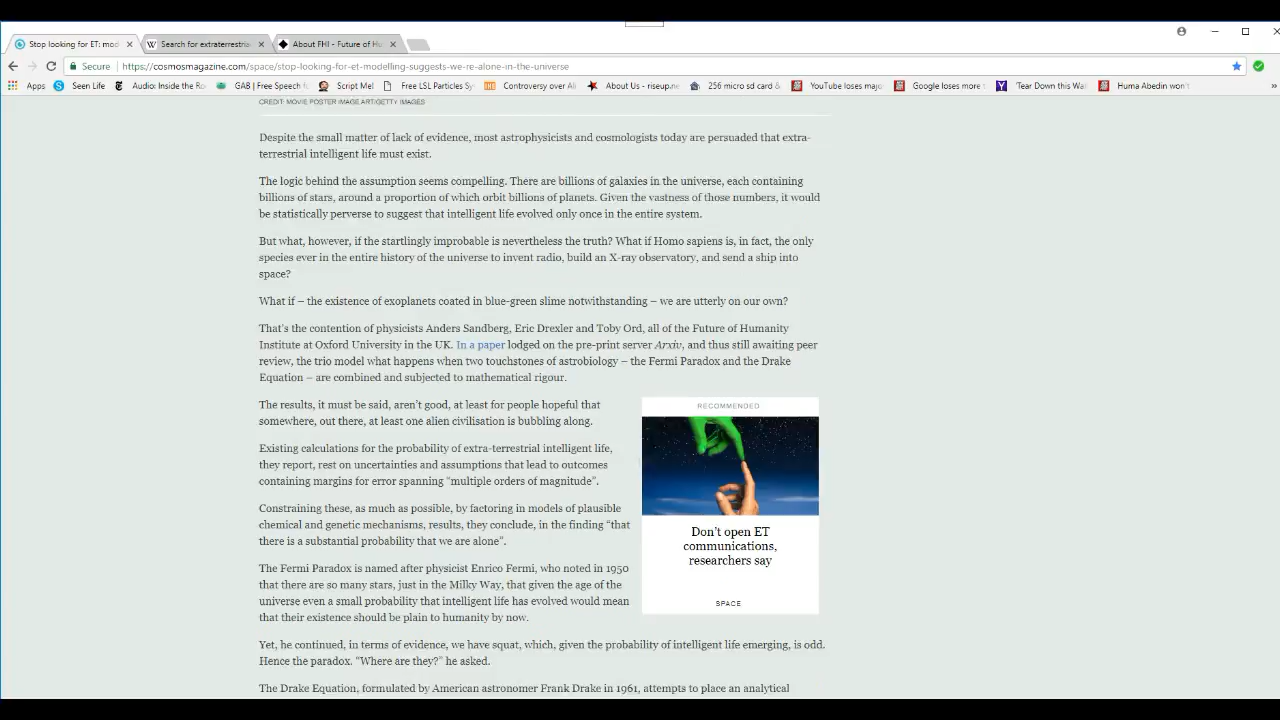 Stop looking for ET: mod
Search for extraterrestria
About FHI - Future of Hu
Secure
https://cosmosmagazine.com/space/stop-looking-for-et-modelling-suggests-we-re-alone-in-the-universe
Apps
Seen Life
Audio: Inside the Ro
GAB | Free Speech f
Script Me!
Free LSL Particles Sy
Controversy over Ali
About Us - riseup.ne
256 micro sd card &
YouTube loses majo
Google loses more
'Tear Down this Wal
Huma Abedin won't
»
CREDIT: MOVIE POSTER IMAGE ART/GETTY IMAGES
Despite the small matter of lack of evidence, most astrophysicists and cosmologists today are persuaded that extra-
terrestrial intelligent life must exist.
The logic behind the assumption seems compelling. There are billions of galaxies in the universe, each containing
billions of stars, around a proportion of which orbit billions of planets. Given the vastness of those numbers, it would
be statistically perverse to suggest that intelligent life evolved only once in the entire system.
But what, however, if the startlingly improbable is nevertheless the truth? What if Homo sapiens is, in fact, the only
species ever in the entire history of the universe to invent radio, build an X-ray observatory, and send a ship into
space?
What if – the existence of exoplanets coated in blue-green slime notwithstanding – we are utterly on our own?
That's the contention of physicists Anders Sandberg, Eric Drexler and Toby Ord, all of the Future of Humanity
Institute at Oxford University in the UK. In a paper lodged on the pre-print server Arxiv, and thus still awaiting peer
review, the trio model what happens when two touchstones of astrobiology – the Fermi Paradox and the Drake
Equation – are combined and subjected to mathematical rigour.
The results, it must be said, aren't good, at least for people hopeful that
somewhere, out there, at least one alien civilisation is bubbling along.
Existing calculations for the probability of extra-terrestrial intelligent life,
they report, rest on uncertainties and assumptions that lead to outcomes
containing margins for error spanning "multiple orders of magnitude".
Constraining these, as much as possible, by factoring in models of plausible
chemical and genetic mechanisms, results, they conclude, in the finding "that
there is a substantial probability that we are alone".
The Fermi Paradox is named after physicist Enrico Fermi, who noted in 1950
that there are so many stars, just in the Milky Way, that given the age of the
universe even a small probability that intelligent life has evolved would mean
that their existence should be plain to humanity by now.
RECOMMENDED
Don't open ET
communications,
researchers say
SPACE
Yet, he continued, in terms of evidence, we have squat, which, given the probability of intelligent life emerging, is odd.
Hence the paradox. "Where are they?" he asked.
The Drake Equation, formulated by American astronomer Frank Drake in 1961, attempts to place an analytical